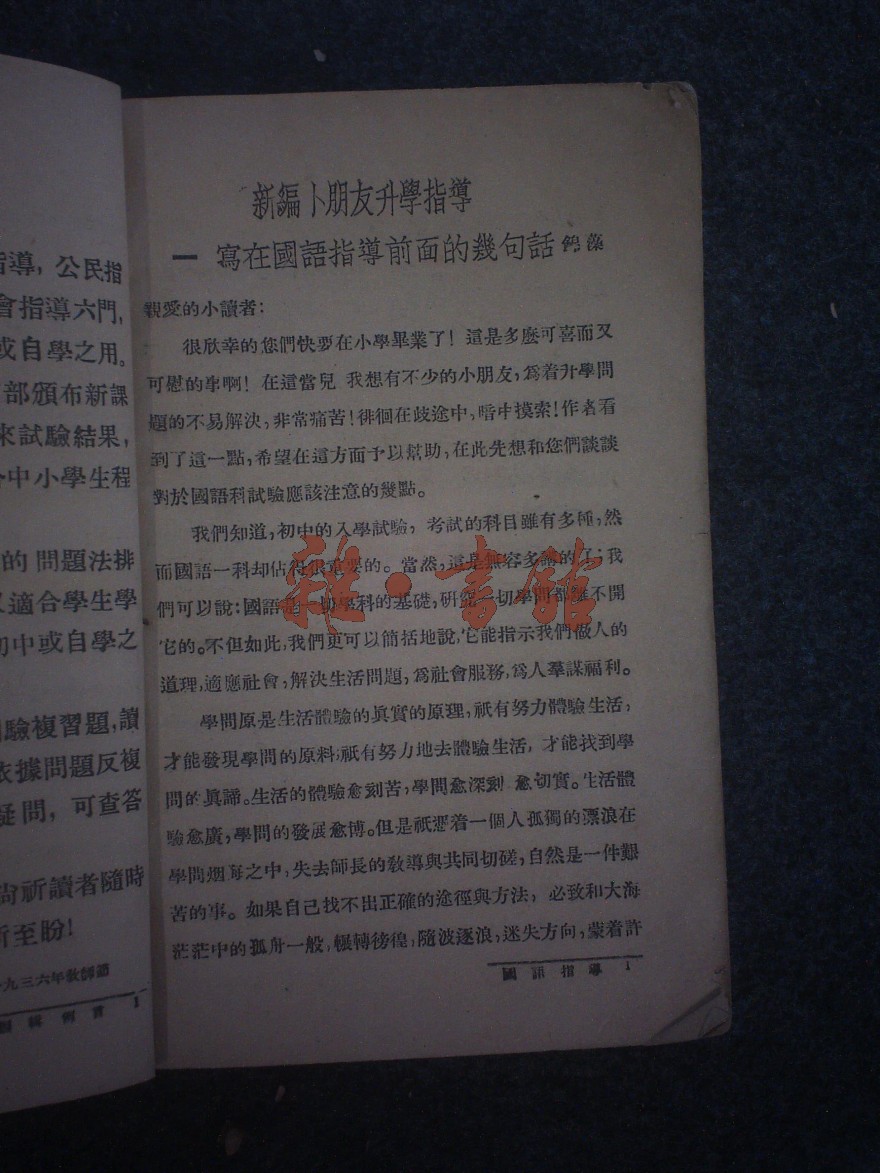 指導，公民指
會指導六門，
或自學之用。
部頒布新課
來試驗結果，
中小學生程
的問題法排
適合學生學
初中或自學之
驗複習題，讀
依據問題反複
疑問，可查答
尚祈讀者隨時
至盼！
九三六年教師節
1
新編小朋友升學指導
一 寫在國語指導前面的幾句話 錦藻
親愛的小讀者：
很欣幸的您們快要在小學畢業了！這是多麽可喜而又
可慰的事啊！在這當兒 我想有不少的小朋友，爲着升學問
題的不易解決，非常痛苦！徘徊在歧途中，暗中摸索！作者看
到了這一點，希望在這方面予以幫助，在此先想和您們談談
對於國語科試驗應該注意的幾點。
我們知道，初中的入學試驗，考試的科目雖有多種，然
而國語一科却佔得很重要的。當然，這是無容多講的了；我
們可以說：國語是一切學科的基礎，研究一切學問都離不開
它的。不但如此，我們更可以簡括地說，它能指示我們做人的
道理，適應社會，解決生活問題，爲社會服務，爲人羣謀福利。
學問原是生活體驗的眞實的原理，祇有努力體驗生活，
才能發現學問的原料；祇有努力地去體驗生活，才能找到學
問的眞諦。生活的體驗愈刻苦，學問愈深刻 愈切實。生活體
驗愈廣，學問的發展愈博。但是祇憑着一個人孤獨的漂浪在
學問烟海之中，失去師長的敎導與共同切磋，自然是一件艱
苦的事。如果自己找不出正確的途徑與方法，必致和大海
茫茫中的孤舟一般，輾轉徬徨，隨波逐浪，迷失方向，蒙着許
國語指導 1
雜·書館